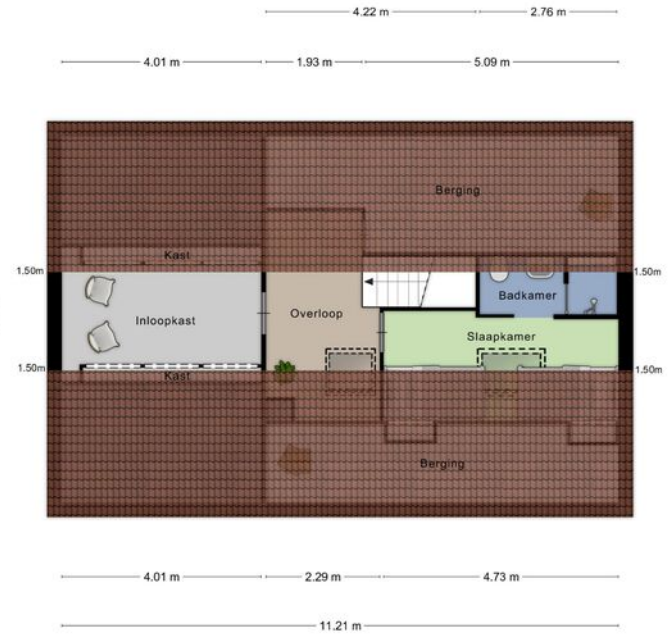 4.22 m 2.76 m
4.01 m 1.93 m 5.09 m
Berging
Kast
1.50m 1.50m
Badkamer
Inloopkast Overloop
Slaapkamer
1.50m 1.50m
Kast
Berging
4.01 m 2.29 m 4.73 m
11.21 m